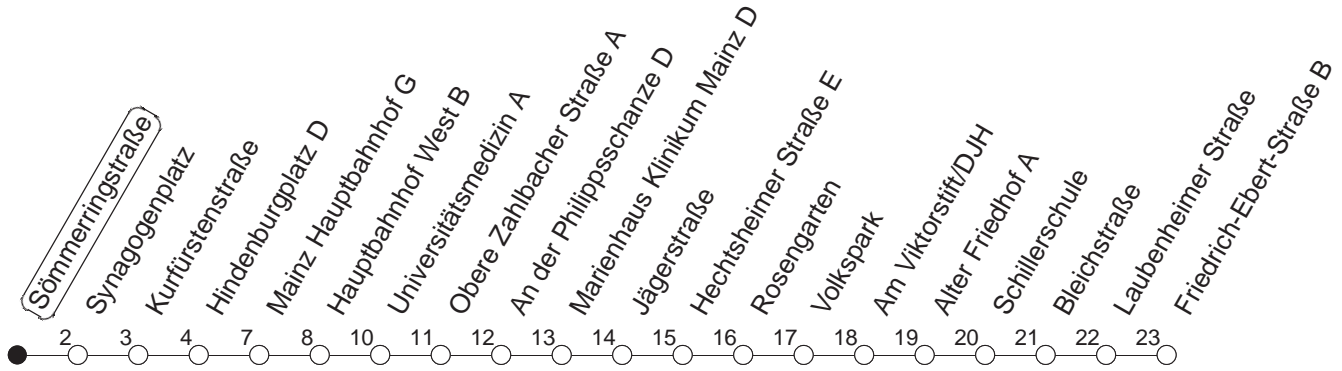 Sömmerringstraße
Synagogenplatz
Kurfürstenstraße
Hindenburgplatz D
Mainz Hauptbahnhof G
Hauptbahnhof West B
Universitätsmedizin A
Obere Zahlbacher Straße A
An der Philippsschanze D
Marienhaus Klinikum Mainz D
Jägerstraße
Hechtsheimer Straße E
Rosengarten
Volkspark
Am Viktorstift/DJH
Alter Friedhof A
Schillerschule
Bleichstraße
Laubenheimer Straße
Friedrich-Ebert-Straße B
2 3 4 7 8 10 11 12 13 14 15 16 17 18 19 20 21 22 23